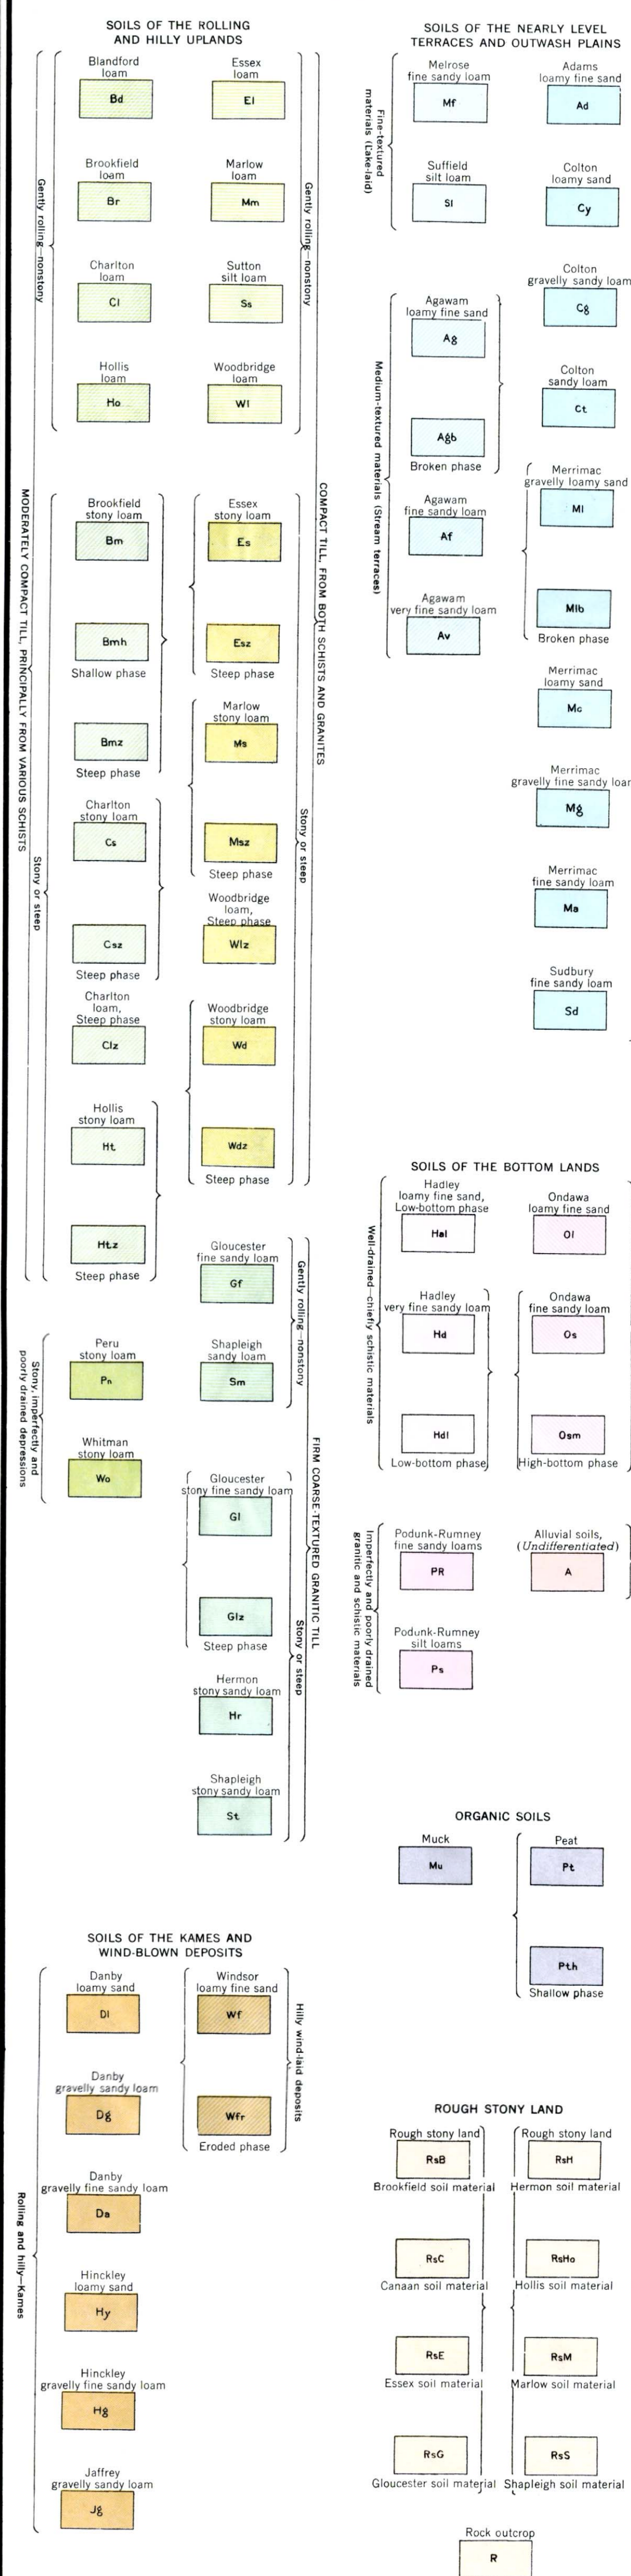 SOILS OF THE ROLLING
AND HILLY UPLANDS
Blandford
loam
Bd
Brookfield
loam
Br
Charlton
loam
Cl
Hollis
loam
Ho
Gently rolling—nonstony
Essex
loam
El
Marlow
loam
Mm
Sutton
silt loam
Ss
Woodbridge
loam
Wl
Gently rolling—nonstony
MODERATELY COMPACT TILL, PRINCIPALLY FROM VARIOUS SCHISTS
Stony or steep
Brookfield
stony loam
Bm
Bmh
Shallow phase
Bmz
Steep phase
Charlton
stony loam
Cs
Csz
Steep phase
Charlton
loam,
Steep phase
Clz
Hollis
stony loam
Ht
Htz
Steep phase
COMPACT TILL, FROM BOTH SCHISTS AND GRANITES
Stony or steep
Essex
stony loam
Es
Esz
Steep phase
Marlow
stony loam
Ms
Msz
Steep phase
Woodbridge
loam,
Steep phase
Wlz
Woodbridge
stony loam
Wd
Wdz
Steep phase
Stony, imperfectly and
poorly drained depressions
Peru
stony loam
Pn
Whitman
stony loam
Wo
FIRM COARSE-TEXTURED GRANITIC TILL
Gently rolling—nonstony
Gloucester
fine sandy loam
Gf
Shapleigh
sandy loam
Sm
Stony or steep
Gloucester
stony fine sandy loam
Gl
Glz
Steep phase
Hermon
stony sandy loam
Hr
Shapleigh
stony sandy loam
St
SOILS OF THE KAMES AND
WIND-BLOWN DEPOSITS
Rolling and hilly—Kames
Danby
loamy sand
Dl
Danby
gravelly sandy loam
Dg
Danby
gravelly fine sandy loam
Da
Hinckley
loamy sand
Hy
Hinckley
gravelly fine sandy loam
Hg
Jaffrey
gravelly sandy loam
Jg
Windsor
loamy fine sand
Wf
Wfr
Eroded phase
Hilly wind-laid deposits
SOILS OF THE NEARLY LEVEL
TERRACES AND OUTWASH PLAINS
Fine-textured
materials (Lake-laid)
Melrose
fine sandy loam
Mf
Suffield
silt loam
Sl
Medium-textured materials (Stream terraces)
Agawam
loamy fine sand
Ag
Agb
Broken phase
Agawam
fine sandy loam
Af
Agawam
very fine sandy loam
Av
Adams
loamy fine sand
Ad
Colton
loamy sand
Cy
Colton
gravelly sandy loam
Cg
Colton
sandy loam
Ct
Merrimac
gravelly loamy sand
Ml
Mlb
Broken phase
Merrimac
loamy sand
Mc
Merrimac
gravelly fine sandy loam
Mg
Merrimac
fine sandy loam
Ma
Sudbury
fine sandy loam
Sd
SOILS OF THE BOTTOM LANDS
Well-drained—chiefly schistic materials
Hadley
loamy fine sand,
Low-bottom phase
Hal
Hadley
very fine sandy loam
Hd
Hdl
Low-bottom phase
Ondawa
loamy fine sand
Ol
Ondawa
fine sandy loam
Os
Osm
High-bottom phase
Imperfectly and poorly drained
granitic and schistic materials
Podunk-Rumney
fine sandy loams
PR
Podunk-Rumney
silt loams
Ps
Alluvial soils,
(Undifferentiated)
A
ORGANIC SOILS
Muck
Mu
Peat
Pt
Pth
Shallow phase
ROUGH STONY LAND
Rough stony land
RsB
Brookfield soil material
RsC
Canaan soil material
RsE
Essex soil material
RsG
Gloucester soil material
Rough stony land
RsH
Hermon soil material
RsHo
Hollis soil material
RsM
Marlow soil material
RsS
Shapleigh soil material
Rock outcrop
R